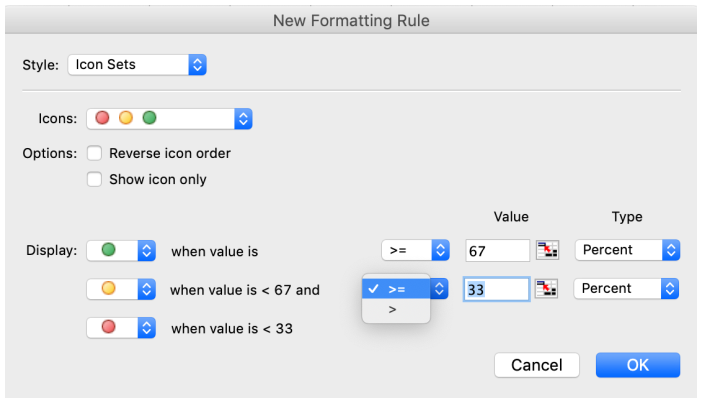 New Formatting Rule
Style: Icon Sets
Icons:
Options: Reverse icon order
Show icon only
Value Type
Display: when value is >= 67 Percent
when value is < 67 and ✓ >= 33 Percent
>
when value is < 33
Cancel OK